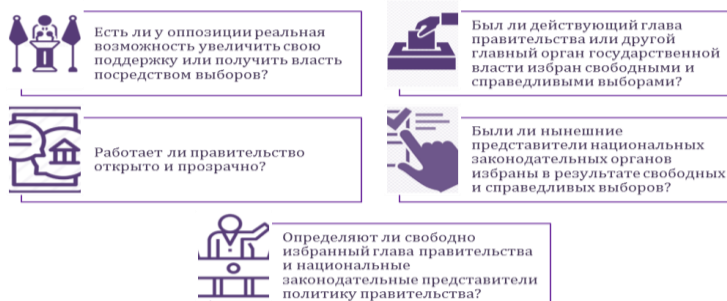 Есть ли у оппозиции реальная
возможность увеличить свою
поддержку или получить власть
посредством выборов?
Был ли действующий глава
правительства или другой
главный орган государственной
власти избран свободными и
справедливыми выборами?
Работает ли правительство
открыто и прозрачно?
Были ли нынешние
представители национальных
законодательных органов
избраны в результате свободных
и справедливых выборов?
Определяют ли свободно
избранный глава правительства
и национальные
законодательные представители
политику правительства?